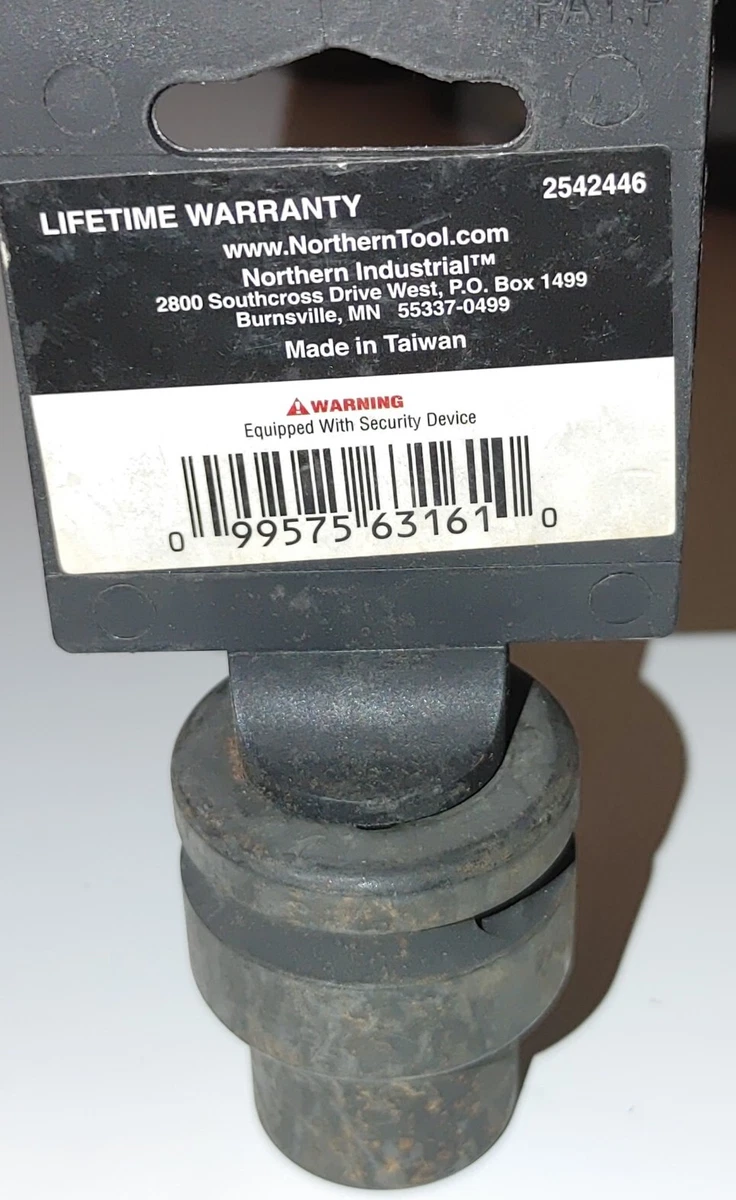 PAT.P
LIFETIME WARRANTY
2542446
www.NorthernTool.com
Northern Industrial™
2800 Southcross Drive West, P.O. Box 1499
Burnsville, MN 55337-0499
Made in Taiwan
WARNING
Equipped With Security Device
0 99575 63161 0